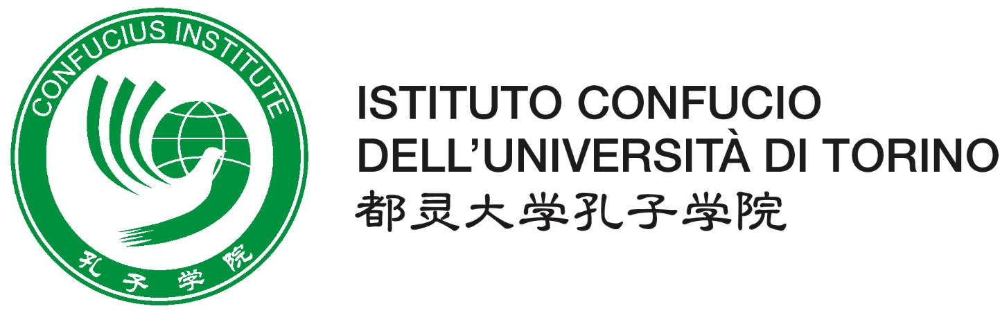 CONFUCIUS INSTITUTE
孔子学院
ISTITUTO CONFUCIO
DELL’UNIVERSITÀ DI TORINO
都灵大学孔子学院